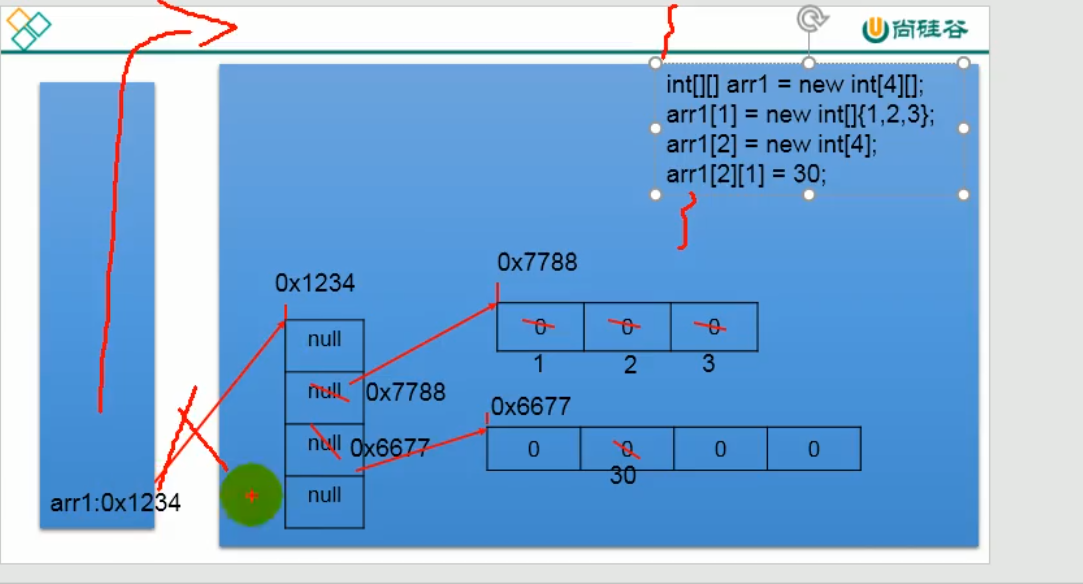 尚硅谷
int[][] arr1 = new int[4][];
arr1[1] = new int[]{1,2,3};
arr1[2] = new int[4];
arr1[2][1] = 30;
0x7788
0x1234
0 0 0
null
1 2 3
null 0x7788
0x6677
null 0x6677
0 0 0 0
30
null
arr1:0x1234